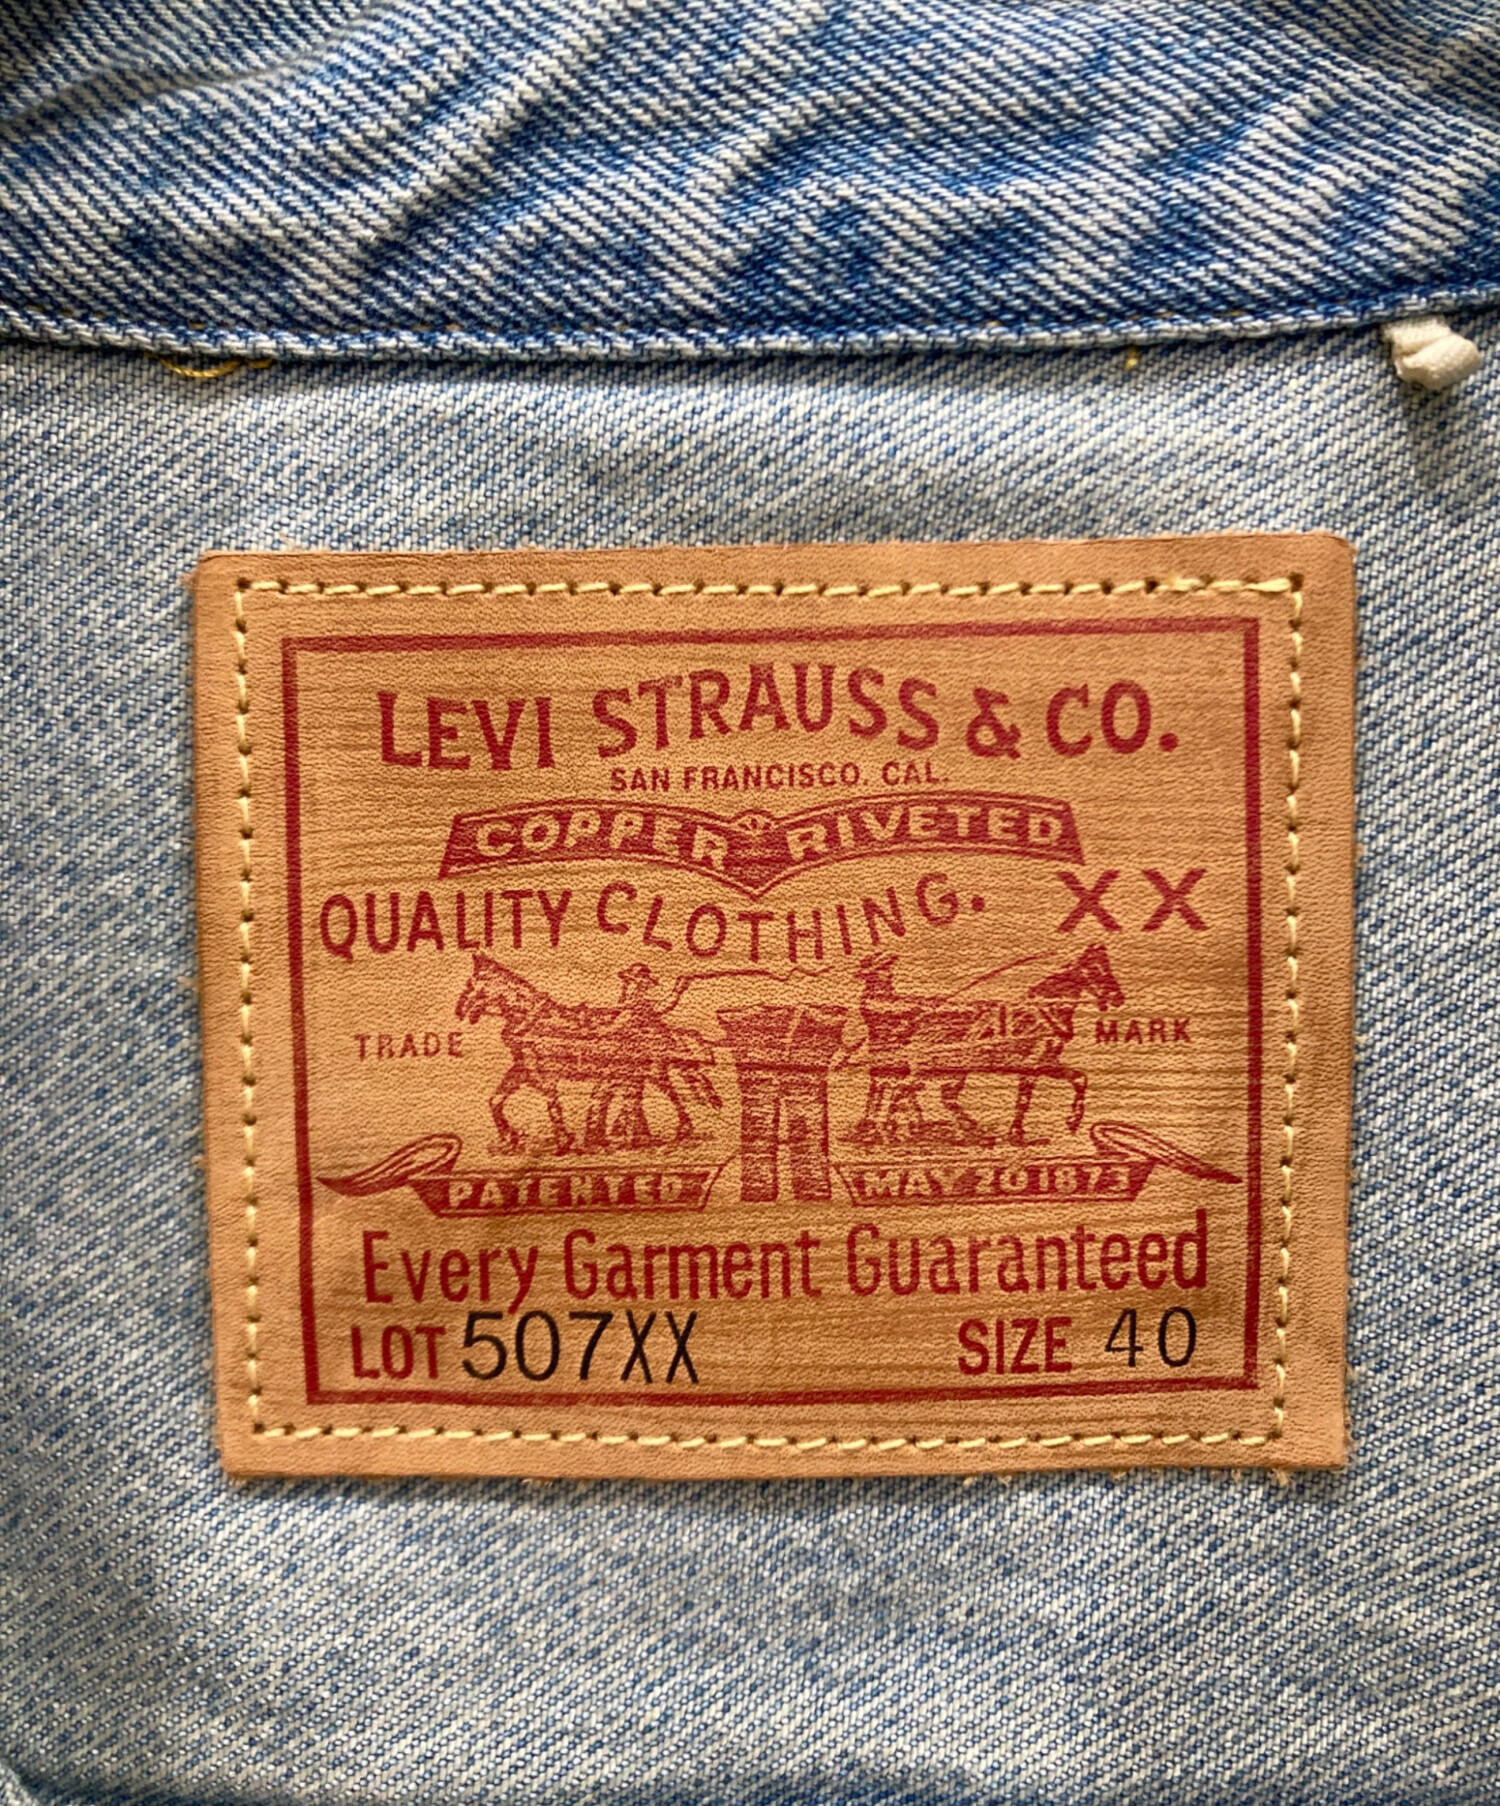 LEVI STRAUSS & CO.
SAN FRANCISCO. CAL.
COPPER RIVETED
QUALITY CLOTHING. XX
TRADE MARK
PATENTED MAY 20 1873
Every Garment Guaranteed
LOT 507XX SIZE 40